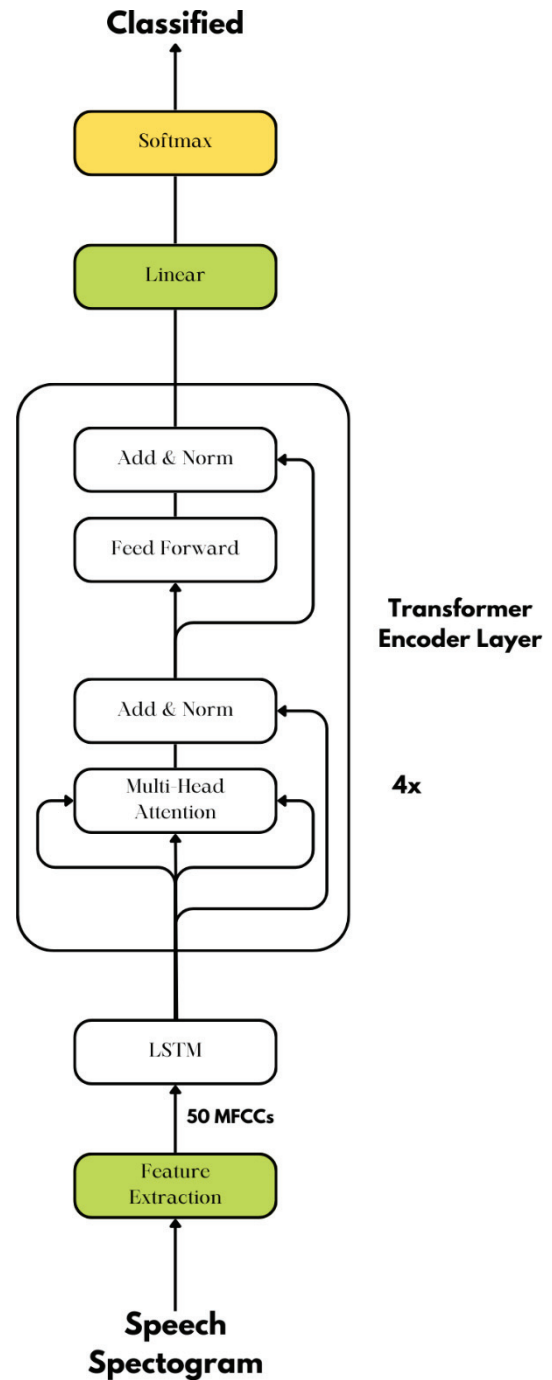 Classified
Softmax
Linear
Add & Norm
Feed Forward
Transformer
Encoder Layer
Add & Norm
Multi-Head
Attention
4x
LSTM
50 MFCCs
Feature
Extraction
Speech
Spectogram